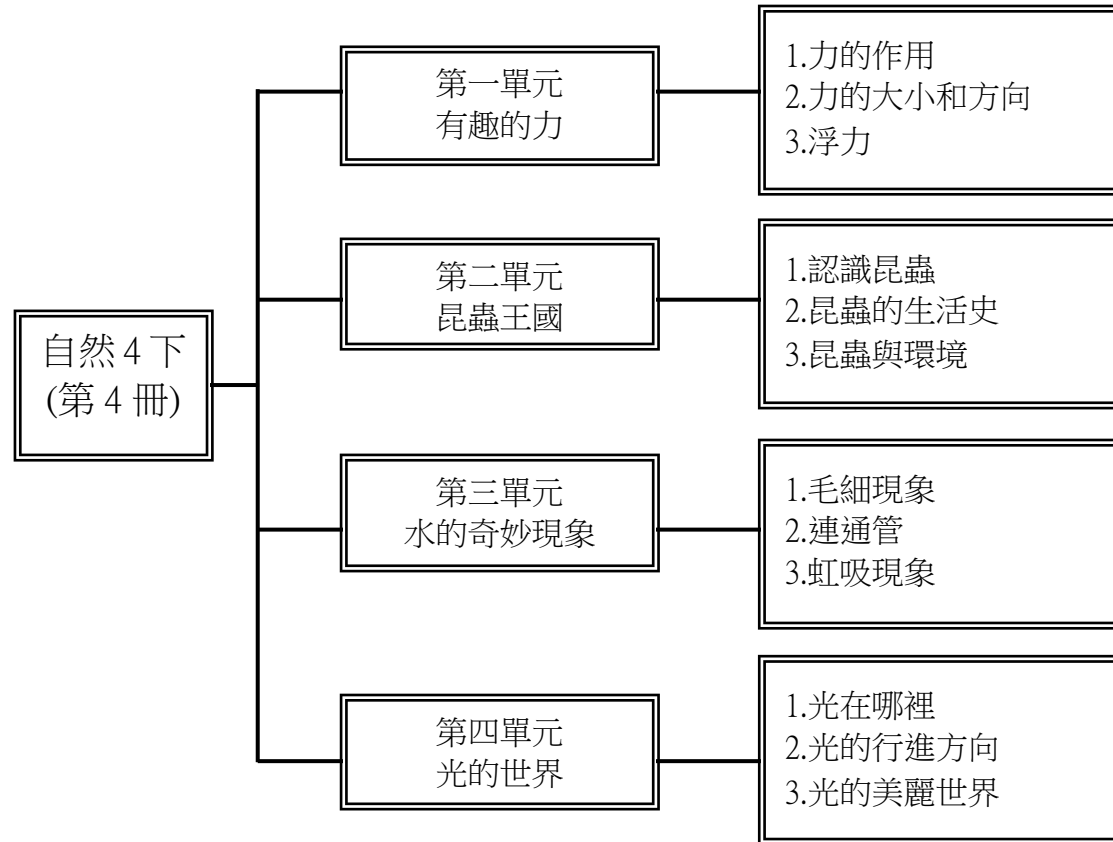 自然 4 下
(第 4 冊)
第一單元
有趣的力
1.力的作用
2.力的大小和方向
3.浮力
第二單元
昆蟲王國
1.認識昆蟲
2.昆蟲的生活史
3.昆蟲與環境
第三單元
水的奇妙現象
1.毛細現象
2.連通管
3.虹吸現象
第四單元
光的世界
1.光在哪裡
2.光的行進方向
3.光的美麗世界